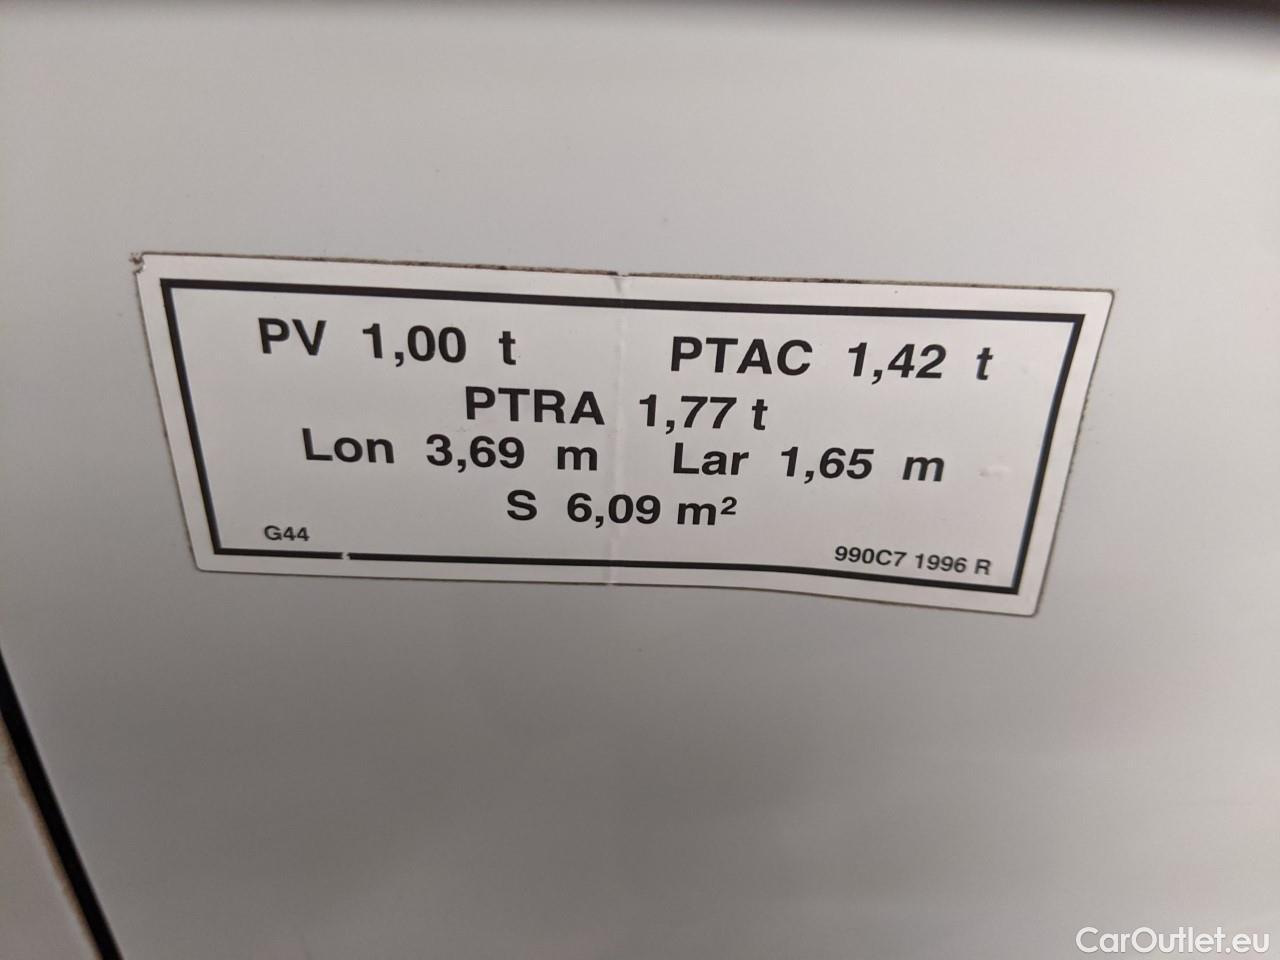 PV 1,00 t PTAC 1,42 t
PTRA 1,77 t
Lon 3,69 m Lar 1,65 m
S 6,09 m²
G44 990C7 1996 R
CarOutlet.eu